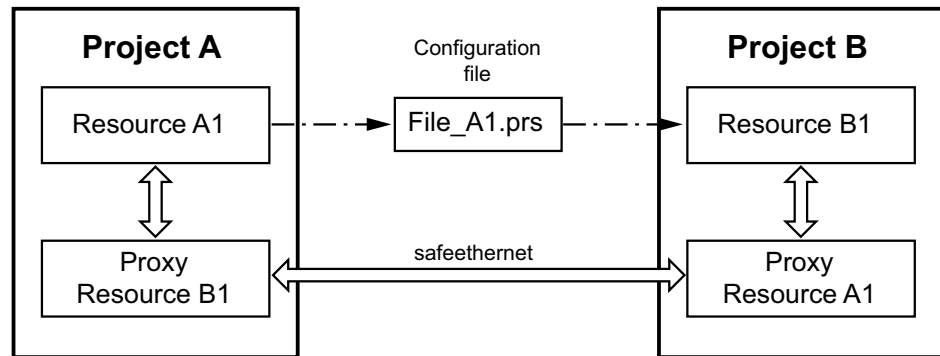 Project A
Configuration
file
Project B
Resource A1
File_A1.prs
Resource B1
Proxy
Resource B1
safeethernet
Proxy
Resource A1